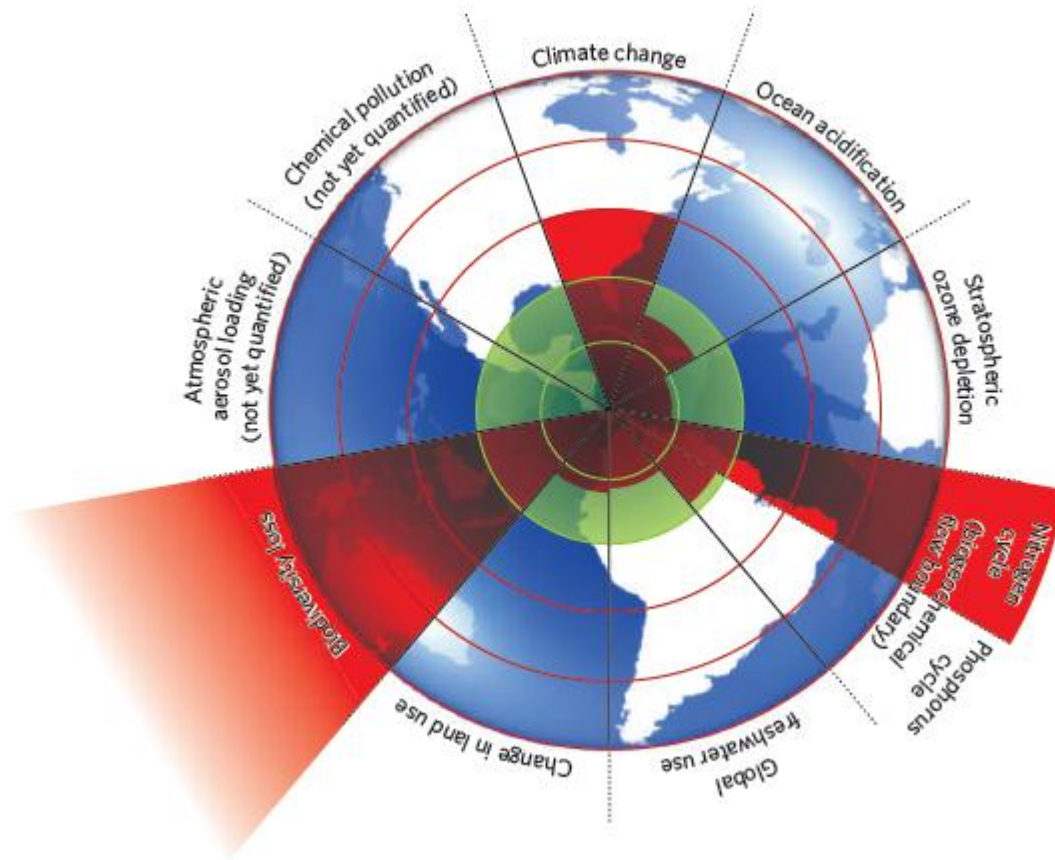 Climate change
Ocean acidification
Stratospheric
ozone depletion
Nitrogen
cycle
(biogeochemical
flow boundary)
Phosphorus
cycle
Global
freshwater use
Change in land use
Biodiversity loss
Atmospheric
aerosol loading
(not yet quantified)
Chemical pollution
(not yet quantified)